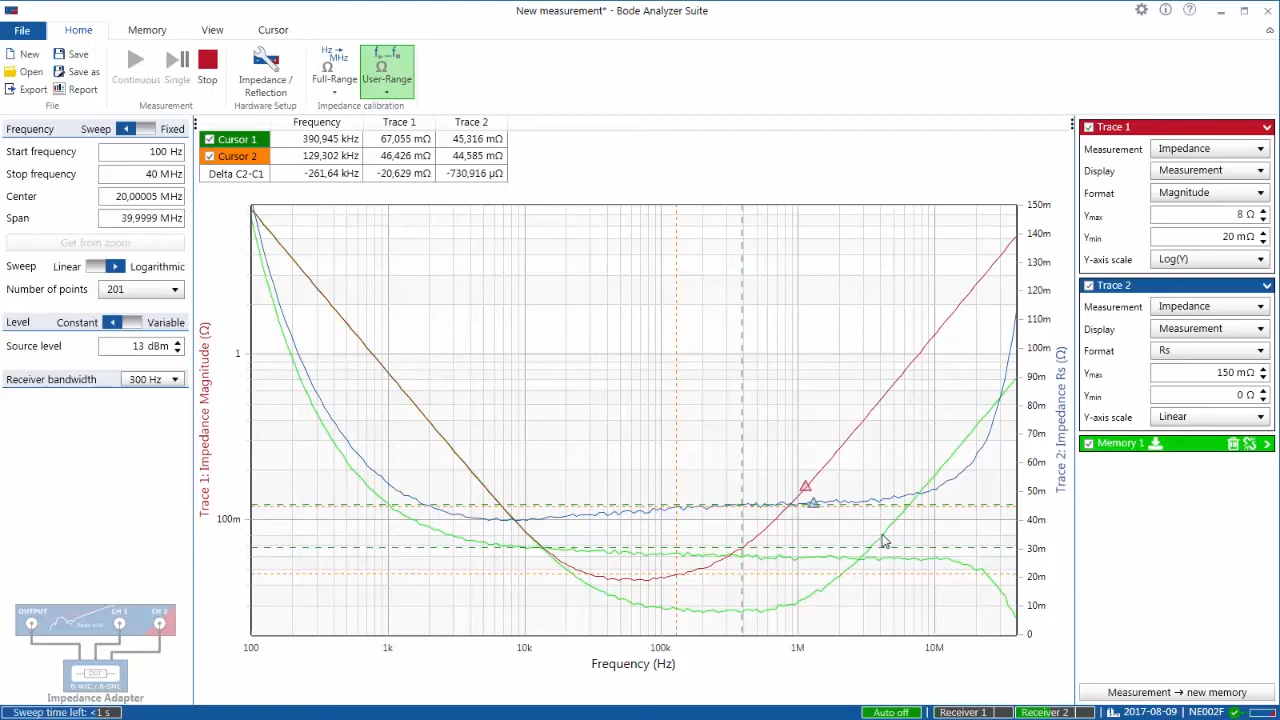 New measurement* - Bode Analyzer Suite
File Home Memory View Cursor
New Save
Open Save as
Export Report
File
Continuous Single Stop
Measurement
Impedance / Reflection
Hardware Setup
Hz → MHz Ω
Full-Range
User-Range
Impedance calibration
Frequency Sweep Fixed
Start frequency 100 Hz
Stop frequency 40 MHz
Center 20,00005 MHz
Span 39,9999 MHz
Get from zoom
Sweep Linear Logarithmic
Number of points 201
Level Constant Variable
Source level 13 dBm
Receiver bandwidth 300 Hz
OUTPUT CH 1 CH 2
DUT
B-WIC / B-SMC
Impedance Adapter
Frequency Trace 1 Trace 2
Cursor 1 390,945 kHz 67,055 mΩ 45,316 mΩ
Cursor 2 129,302 kHz 46,426 mΩ 44,585 mΩ
Delta C2-C1 -261,64 kHz -20,629 mΩ -730,916 µΩ
Trace 1: Impedance Magnitude (Ω)
1
100m
150m
140m
130m
120m
110m
100m
90m
80m
70m
60m
50m
40m
30m
20m
10m
0
Trace 2: Impedance Rs (Ω)
100 1k 10k 100k 1M 10M
Frequency (Hz)
Trace 1
Measurement Impedance
Display Measurement
Format Magnitude
Ymax 8 Ω
Ymin 20 mΩ
Y-axis scale Log(Y)
Trace 2
Measurement Impedance
Display Measurement
Format Rs
Ymax 150 mΩ
Ymin 0 Ω
Y-axis scale Linear
Memory 1
Measurement → new memory
Sweep time left: <1 s Auto off Receiver 1 Receiver 2 2017-08-09 NE002F